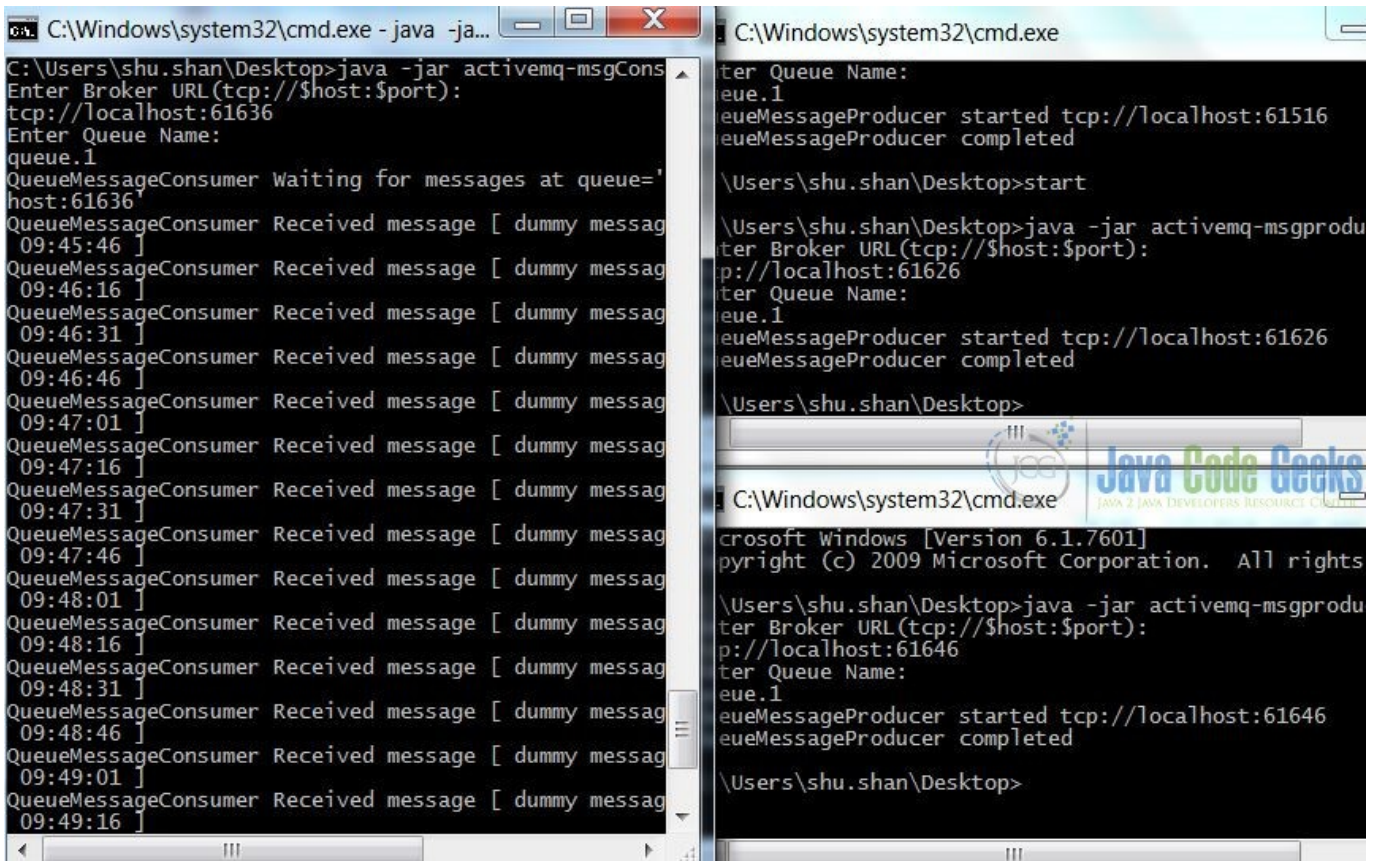 C:\Windows\system32\cmd.exe - java -ja...
C:\Users\shu.shan\Desktop>java -jar activemq-msgCons
Enter Broker URL(tcp://$host:$port):
tcp://localhost:61636
Enter Queue Name:
queue.1
QueueMessageConsumer Waiting for messages at queue='
host:61636'
QueueMessageConsumer Received message [ dummy messag
09:45:46 ]
QueueMessageConsumer Received message [ dummy messag
09:46:16 ]
QueueMessageConsumer Received message [ dummy messag
09:46:31 ]
QueueMessageConsumer Received message [ dummy messag
09:46:46 ]
QueueMessageConsumer Received message [ dummy messag
09:47:01 ]
QueueMessageConsumer Received message [ dummy messag
09:47:16 ]
QueueMessageConsumer Received message [ dummy messag
09:47:31 ]
QueueMessageConsumer Received message [ dummy messag
09:47:46 ]
QueueMessageConsumer Received message [ dummy messag
09:48:01 ]
QueueMessageConsumer Received message [ dummy messag
09:48:16 ]
QueueMessageConsumer Received message [ dummy messag
09:48:31 ]
QueueMessageConsumer Received message [ dummy messag
09:48:46 ]
QueueMessageConsumer Received message [ dummy messag
09:49:01 ]
QueueMessageConsumer Received message [ dummy messag
09:49:16 ]
C:\Windows\system32\cmd.exe
ter Queue Name:
eue.1
eueMessageProducer started tcp://localhost:61516
eueMessageProducer completed
\Users\shu.shan\Desktop>start
\Users\shu.shan\Desktop>java -jar activemq-msgprodu
ter Broker URL(tcp://$host:$port):
p://localhost:61626
ter Queue Name:
eue.1
eueMessageProducer started tcp://localhost:61626
eueMessageProducer completed
\Users\shu.shan\Desktop>
JCG
Java Code Geeks
JAVA 2 JAVA DEVELOPERS RESOURCE CENTER
C:\Windows\system32\cmd.exe
crosoft Windows [Version 6.1.7601]
pyright (c) 2009 Microsoft Corporation. All rights
\Users\shu.shan\Desktop>java -jar activemq-msgprodu
ter Broker URL(tcp://$host:$port):
p://localhost:61646
ter Queue Name:
eue.1
eueMessageProducer started tcp://localhost:61646
eueMessageProducer completed
\Users\shu.shan\Desktop>